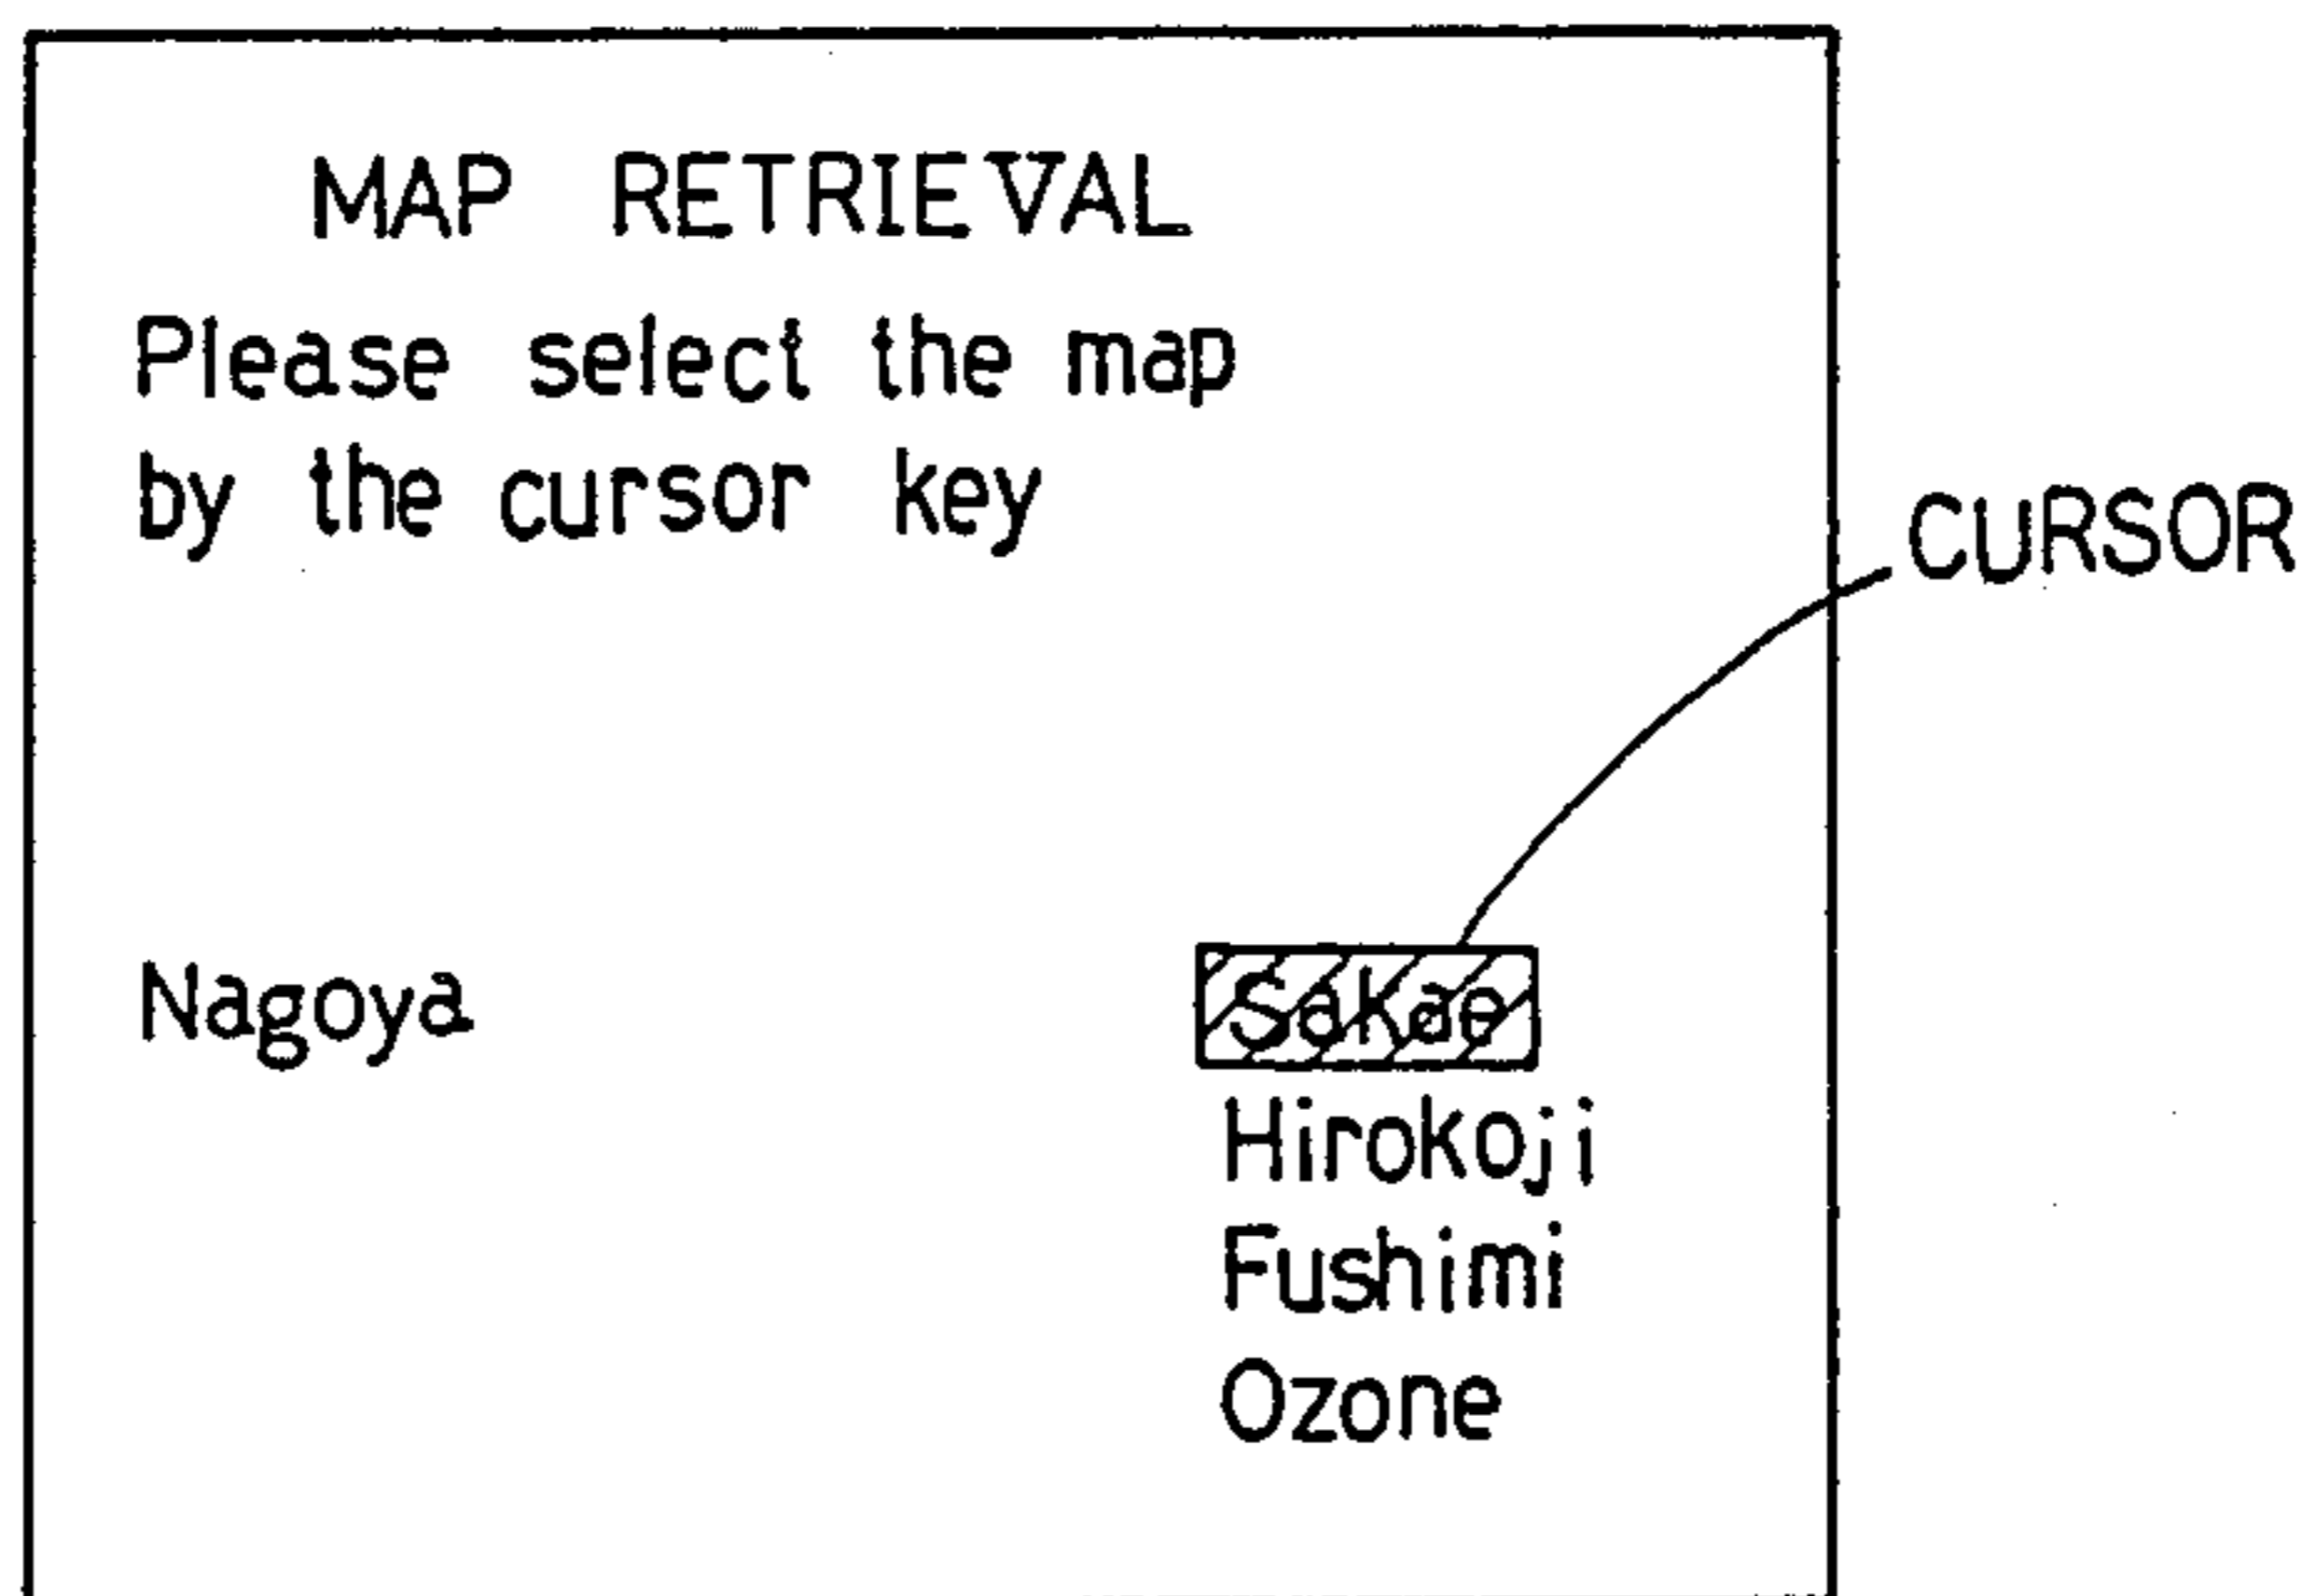 MAP RETRIEVAL
Please select the map
by the cursor key
CURSOR
Nagoya Sakae
Hirokoji
Fushimi
Ozone